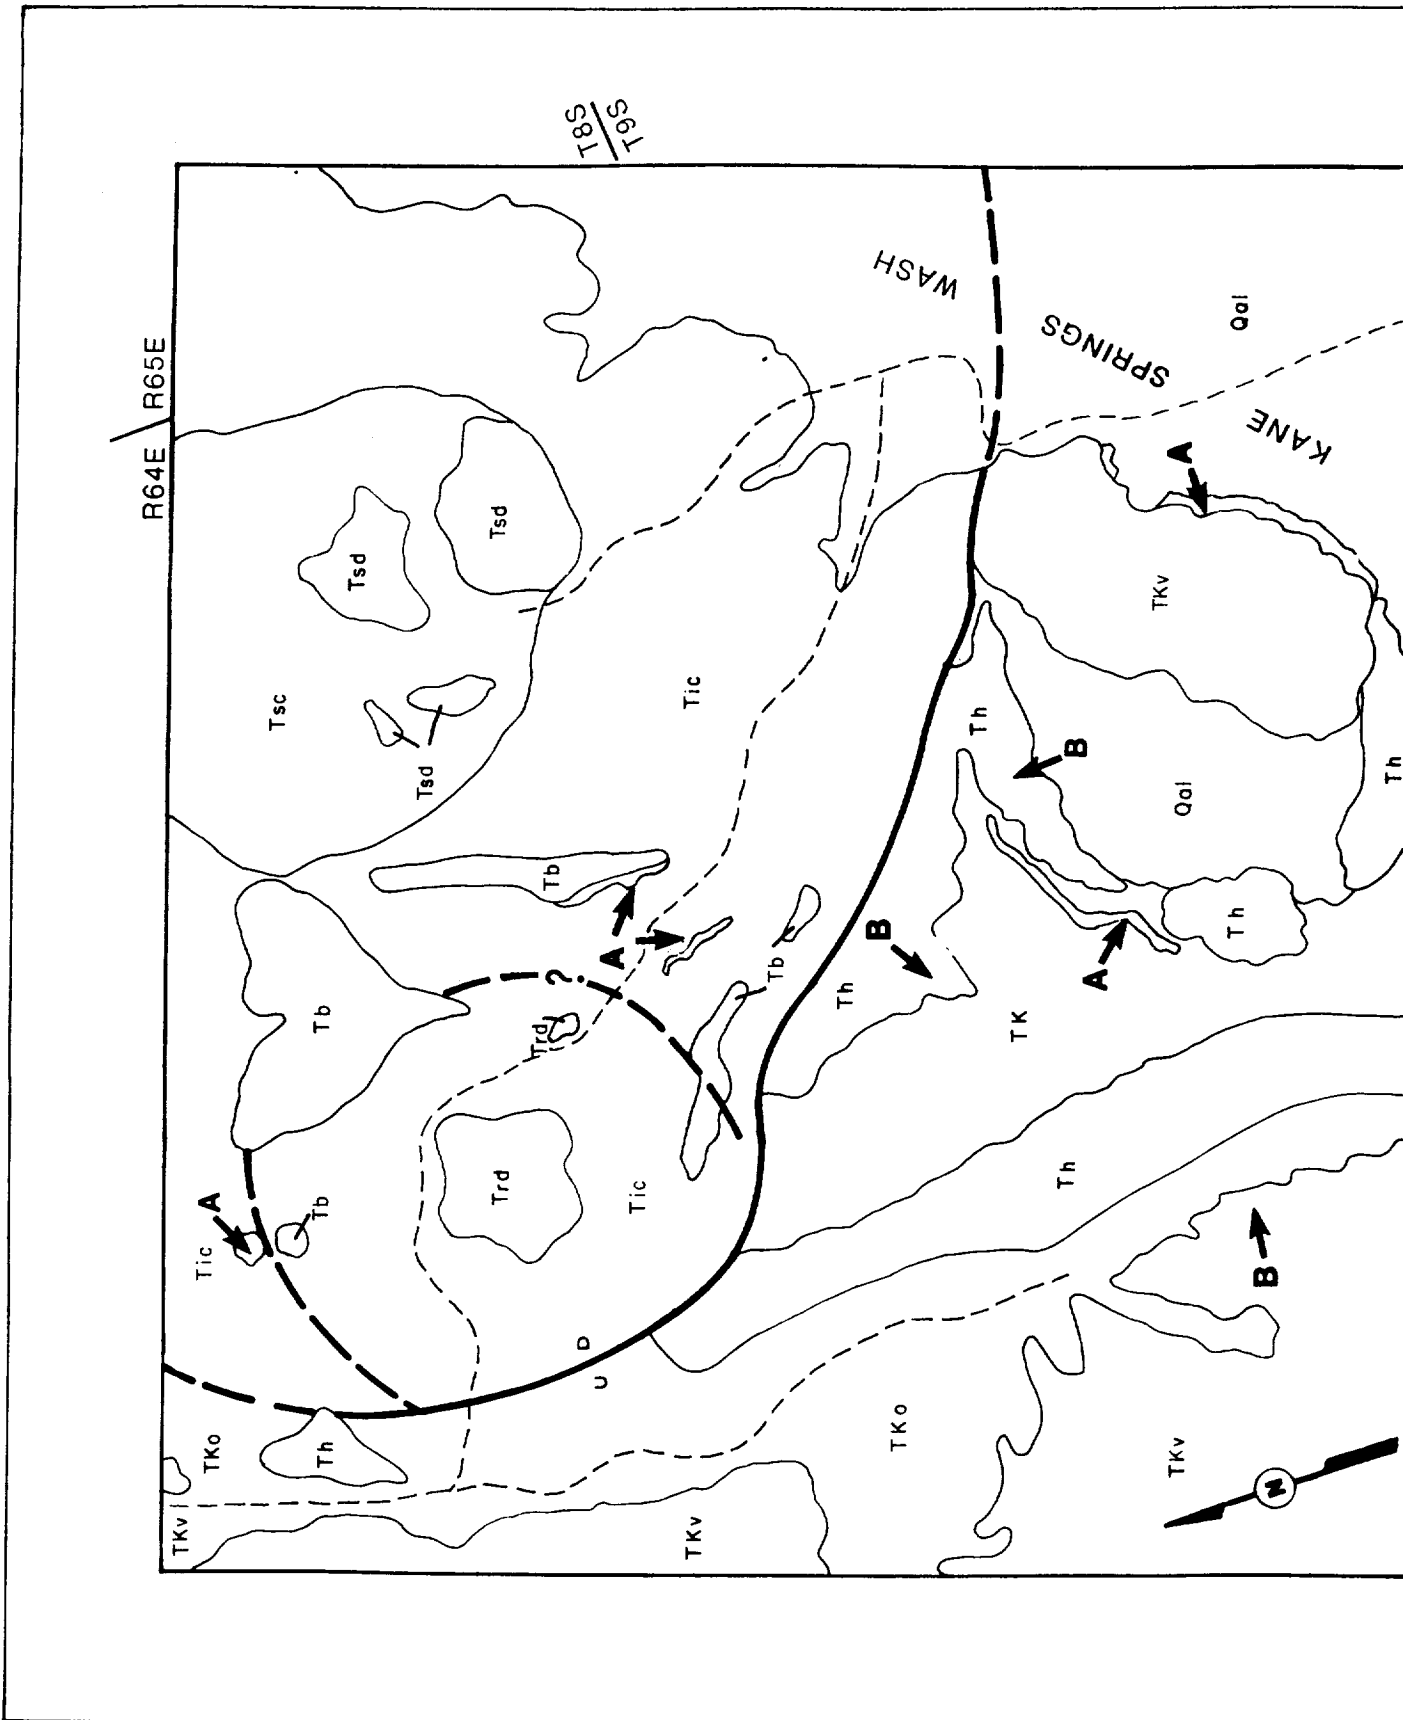 T8S
T9S
R64E R65E
WASH
SPRINGS
KANE
Qal
A
Tsd
Tsd
Tsc
Tsd
Tic
TKv
Th
B
Qal
Th
Tb
A
B
Th
A
Tb
Th
Tb
?
Trd
TK
Trd
Tic
Th
A
Tb
Tic
B
D
U
TKo
Th
TKo
TKv
N
TKv
TKv